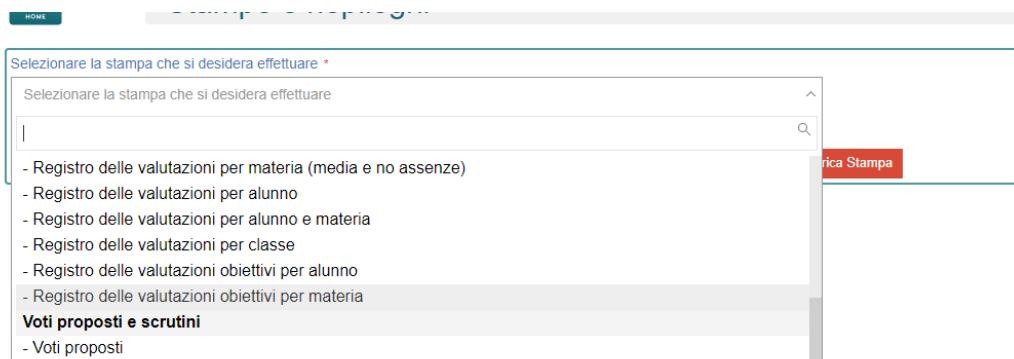 HOME
Selezionare la stampa che si desidera effettuare *
Selezionare la stampa che si desidera effettuare
- Registro delle valutazioni per materia (media e no assenze)
rica Stampa
- Registro delle valutazioni per alunno
- Registro delle valutazioni per alunno e materia
- Registro delle valutazioni per classe
- Registro delle valutazioni obiettivi per alunno
- Registro delle valutazioni obiettivi per materia
Voti proposti e scrutini
- Voti proposti